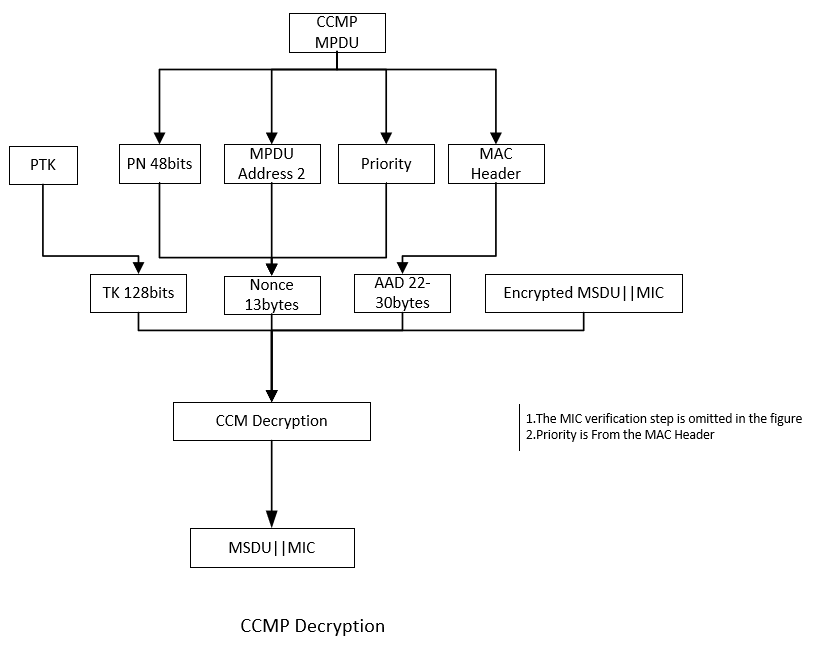 CCMP
MPDU
PTK
PN 48bits
MPDU
Address 2
Priority
MAC
Header
TK 128bits
Nonce
13bytes
AAD 22-
30bytes
Encrypted MSDU||MIC
CCM Decryption
1.The MIC verification step is omitted in the figure
2.Priority is From the MAC Header
MSDU||MIC
CCMP Decryption